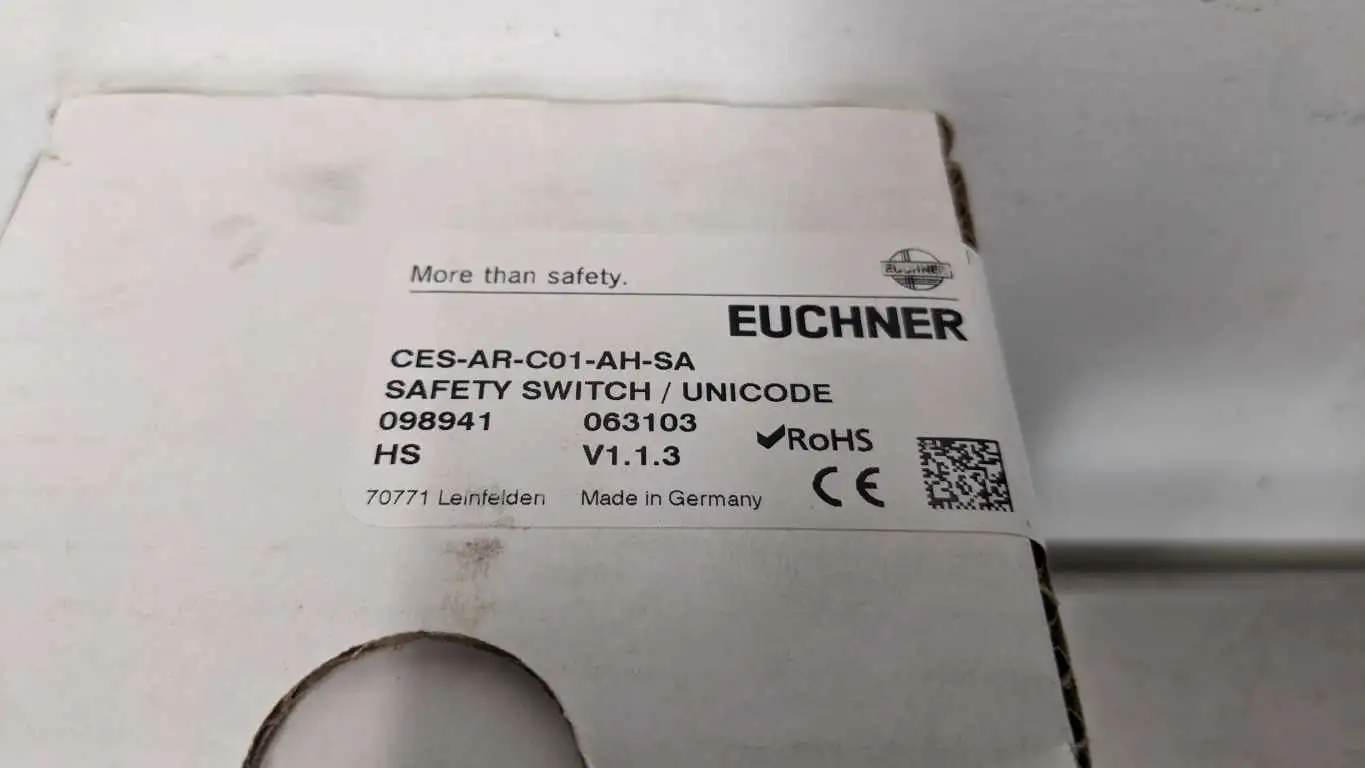 More than safety.
EUCHNER
EUCHNER
CES-AR-C01-AH-SA
SAFETY SWITCH / UNICODE
098941 063103
HS V1.1.3
✔RoHS
CE
70771 Leinfelden Made in Germany